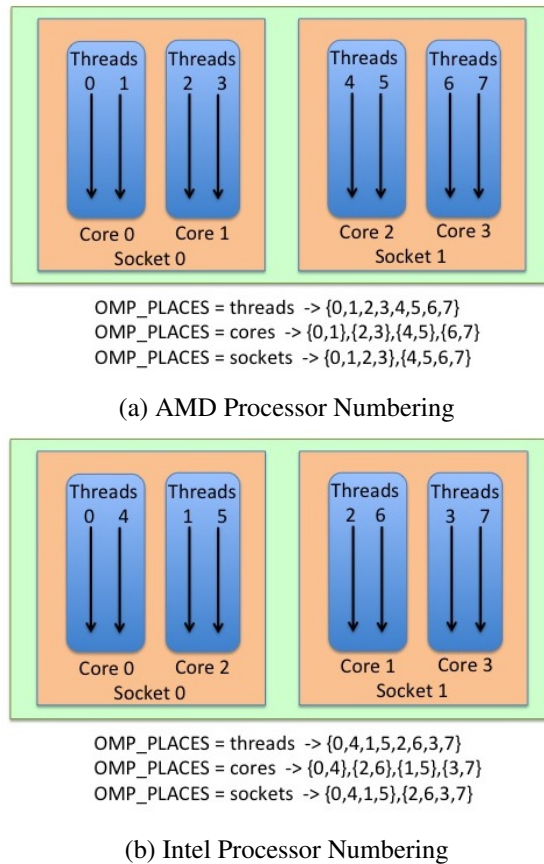 Threads Threads Threads Threads
0 1 2 3 4 5 6 7
Core 0 Core 1 Core 2 Core 3
Socket 0 Socket 1
OMP_PLACES = threads -> {0,1,2,3,4,5,6,7}
OMP_PLACES = cores -> {0,1},{2,3},{4,5},{6,7}
OMP_PLACES = sockets -> {0,1,2,3},{4,5,6,7}
(a) AMD Processor Numbering
Threads Threads Threads Threads
0 4 1 5 2 6 3 7
Core 0 Core 2 Core 1 Core 3
Socket 0 Socket 1
OMP_PLACES = threads -> {0,4,1,5,2,6,3,7}
OMP_PLACES = cores -> {0,4},{2,6},{1,5},{3,7}
OMP_PLACES = sockets -> {0,4,1,5},{2,6,3,7}
(b) Intel Processor Numbering